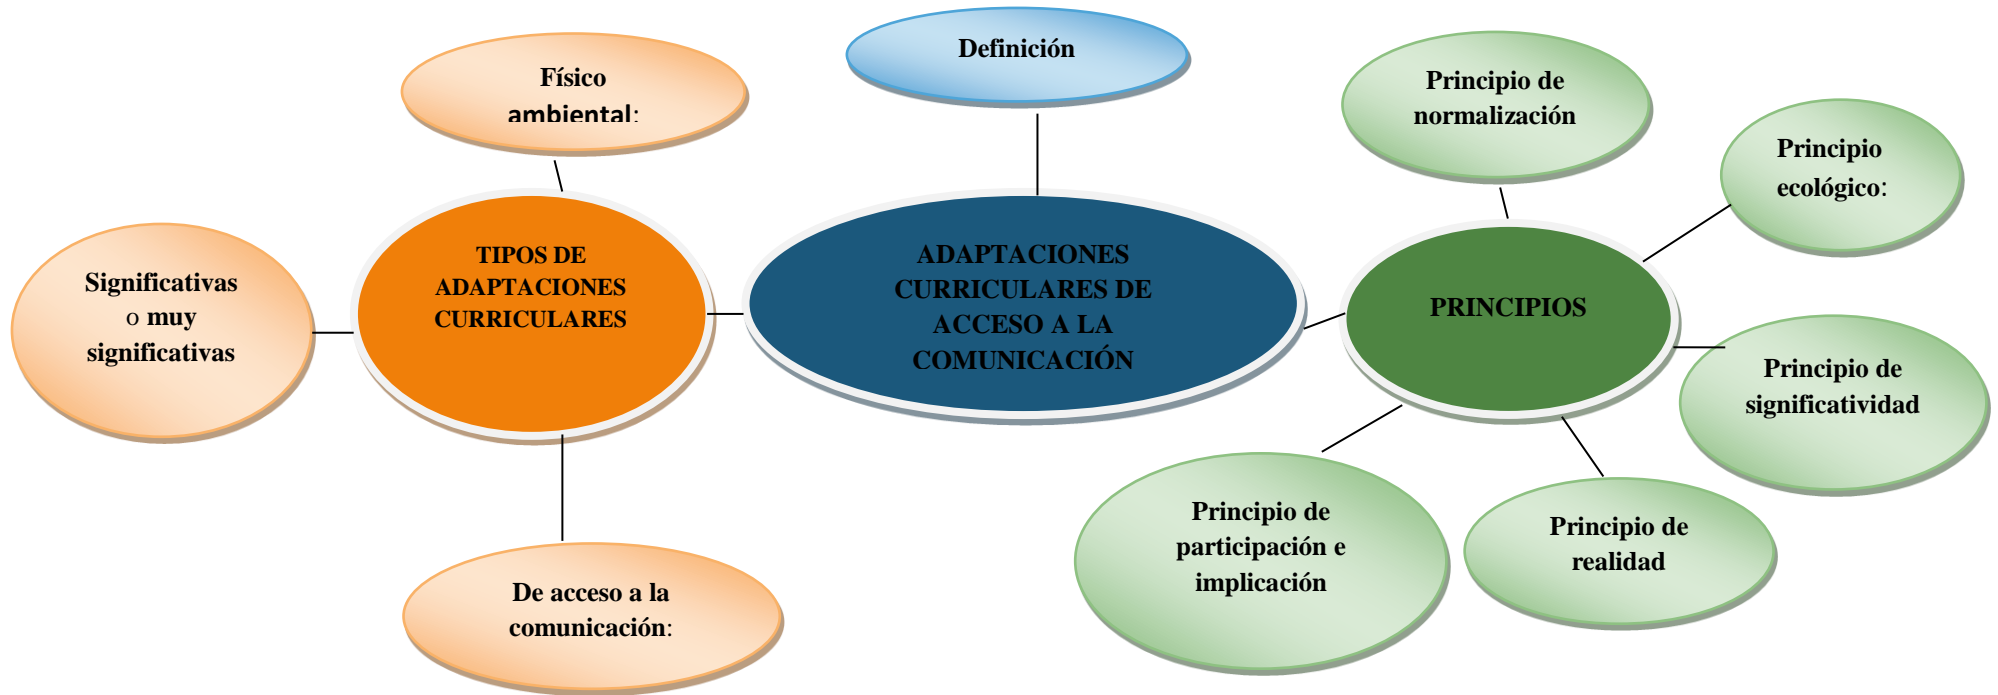 Definición
Físico
ambiental:
Principio de
normalización
Principio
ecológico:
TIPOS DE
ADAPTACIONES
CURRICULARES
ADAPTACIONES
CURRICULARES DE
ACCESO A LA
COMUNICACIÓN
PRINCIPIOS
Significativas
o muy
significativas
Principio de
significatividad
Principio de
participación e
implicación
Principio de
realidad
De acceso a la
comunicación: